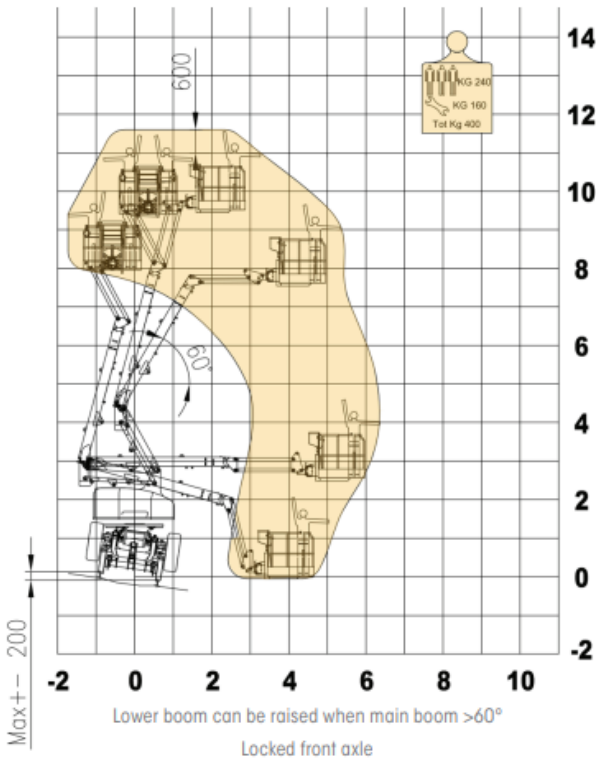 14
600
KG 240
KG 160
Tot Kg 400
12
10
8
6
60°
4
2
0
-2
Max+- 200
-2 0 2 4 6 8 10
Lower boom can be raised when main boom >60°
Locked front axle